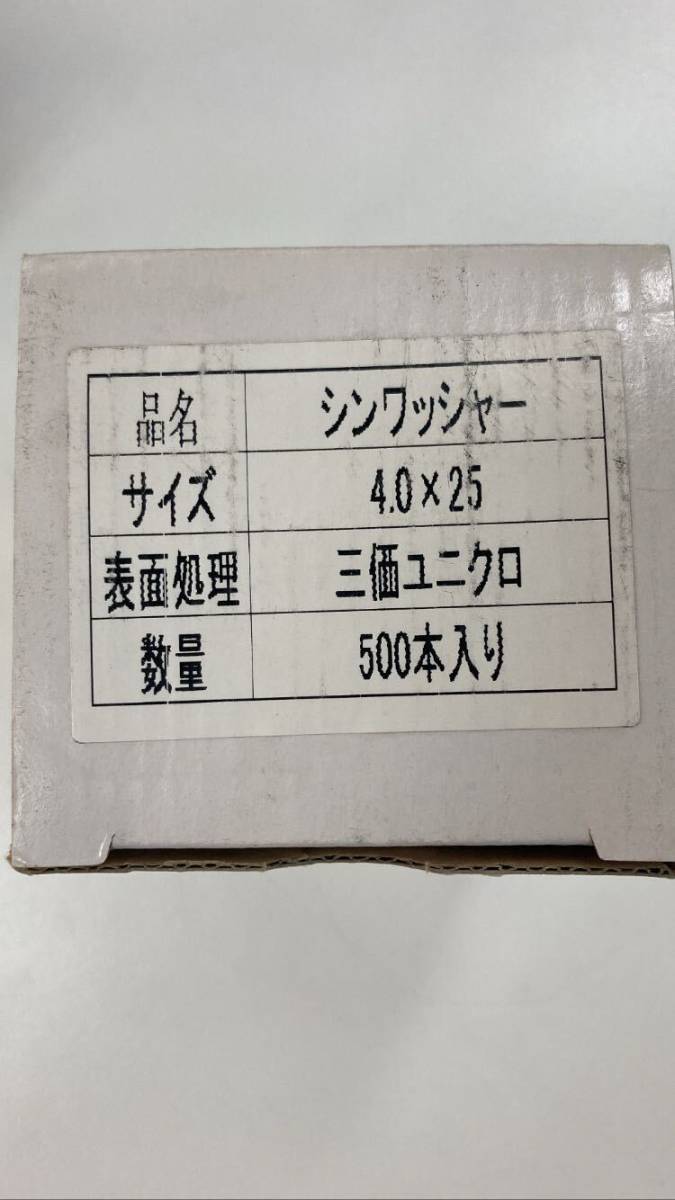 品名 シンワッシャー
サイズ 4.0×25
表面処理 三価ユニクロ
数量 500本入り